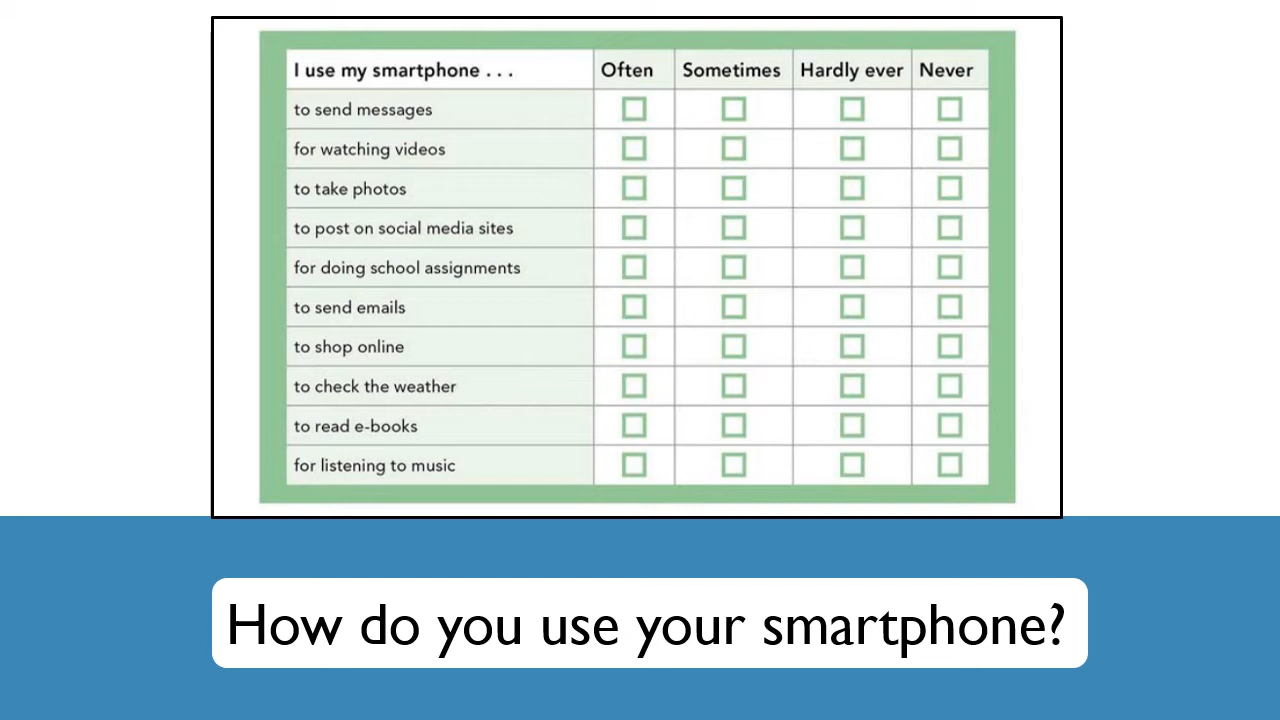 I use my smartphone . . . Often Sometimes Hardly ever Never
to send messages
for watching videos
to take photos
to post on social media sites
for doing school assignments
to send emails
to shop online
to check the weather
to read e-books
for listening to music
How do you use your smartphone?